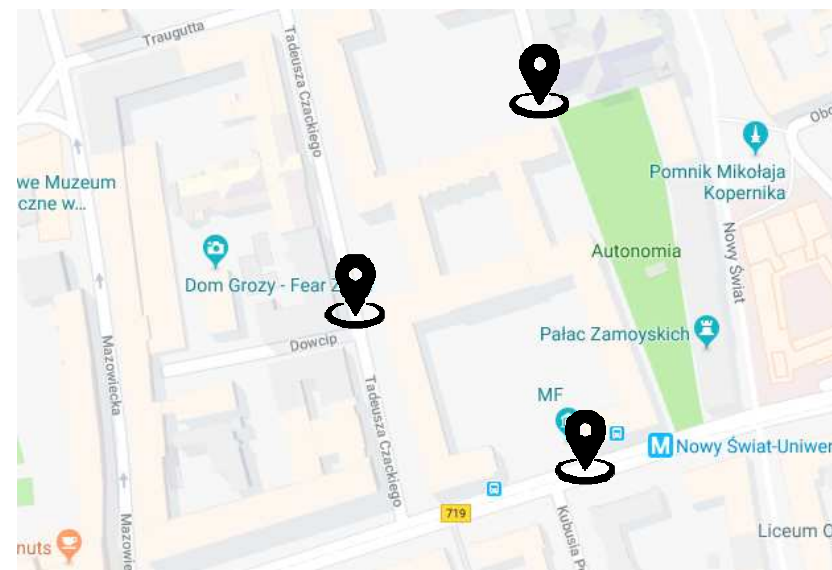 Traugutta
Tadeusza Czackiego
Obo
we Muzeum
czne w...
Pomnik Mikołaja
Kopernika
Nowy Świat
Autonomia
Dom Grozy - Fear
Pałac Zamoyskich
Dowcip
Mazowiecka
Tadeusza Czackiego
MF
M Nowy Świat-Uniwer
719
Kubusia P
Mazowie
Liceum
nuts